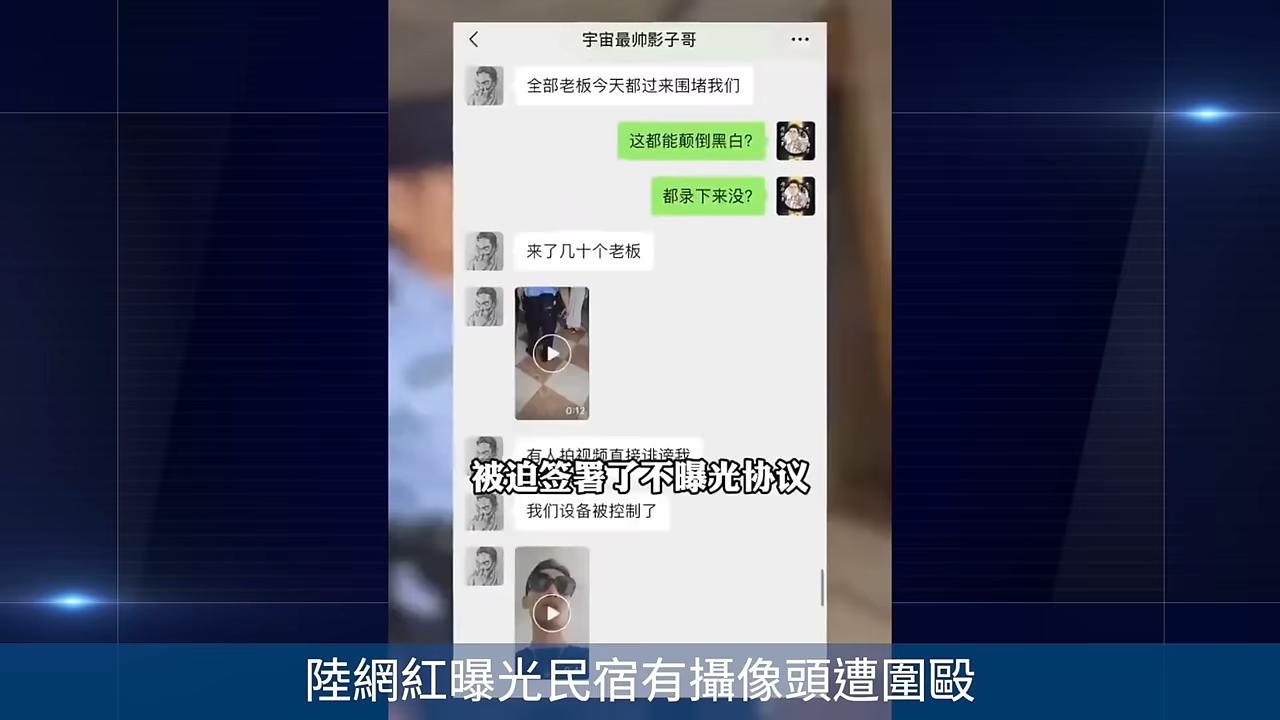 宇宙最帅影子哥
全部老板今天都过来围堵我们
这都能颠倒黑白?
都录下来没?
来了几十个老板
0:12
有人拍视频直接诽谤我
被迫签署了不曝光协议
我们设备被控制了
陸網紅曝光民宿有攝像頭遭圍毆